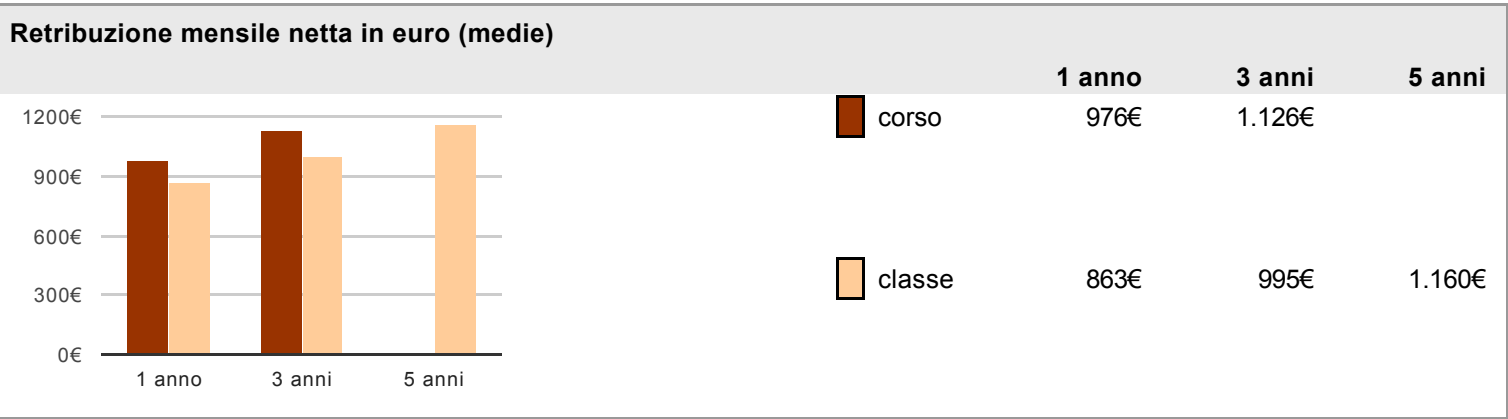 Retribuzione mensile netta in euro (medie)
1 anno 3 anni 5 anni
corso 976€ 1.126€
classe 863€ 995€ 1.160€
1200€
900€
600€
300€
0€
1 anno 3 anni 5 anni